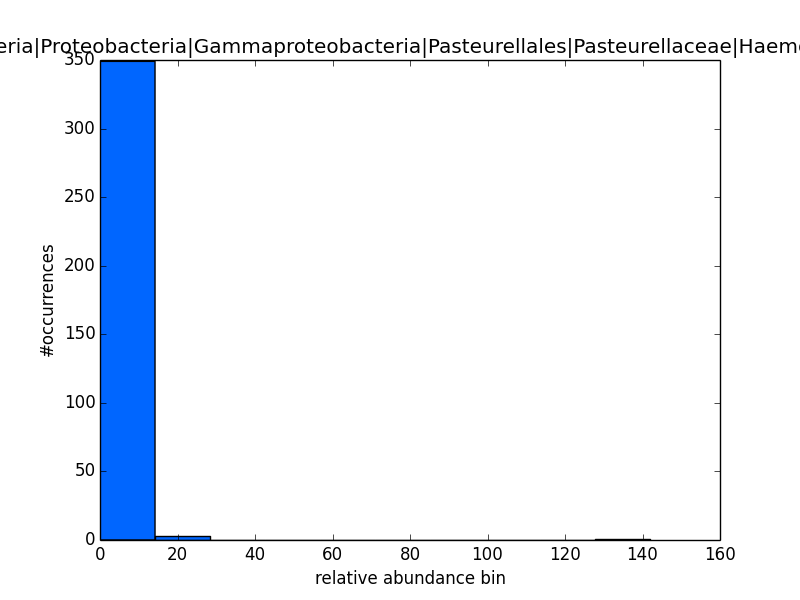 eria|Proteobacteria|Gammaproteobacteria|Pasteurellales|Pasteurellaceae|Haem
350
300
250
200
150
100
50
0
#occurrences
0 20 40 60 80 100 120 140 160
relative abundance bin